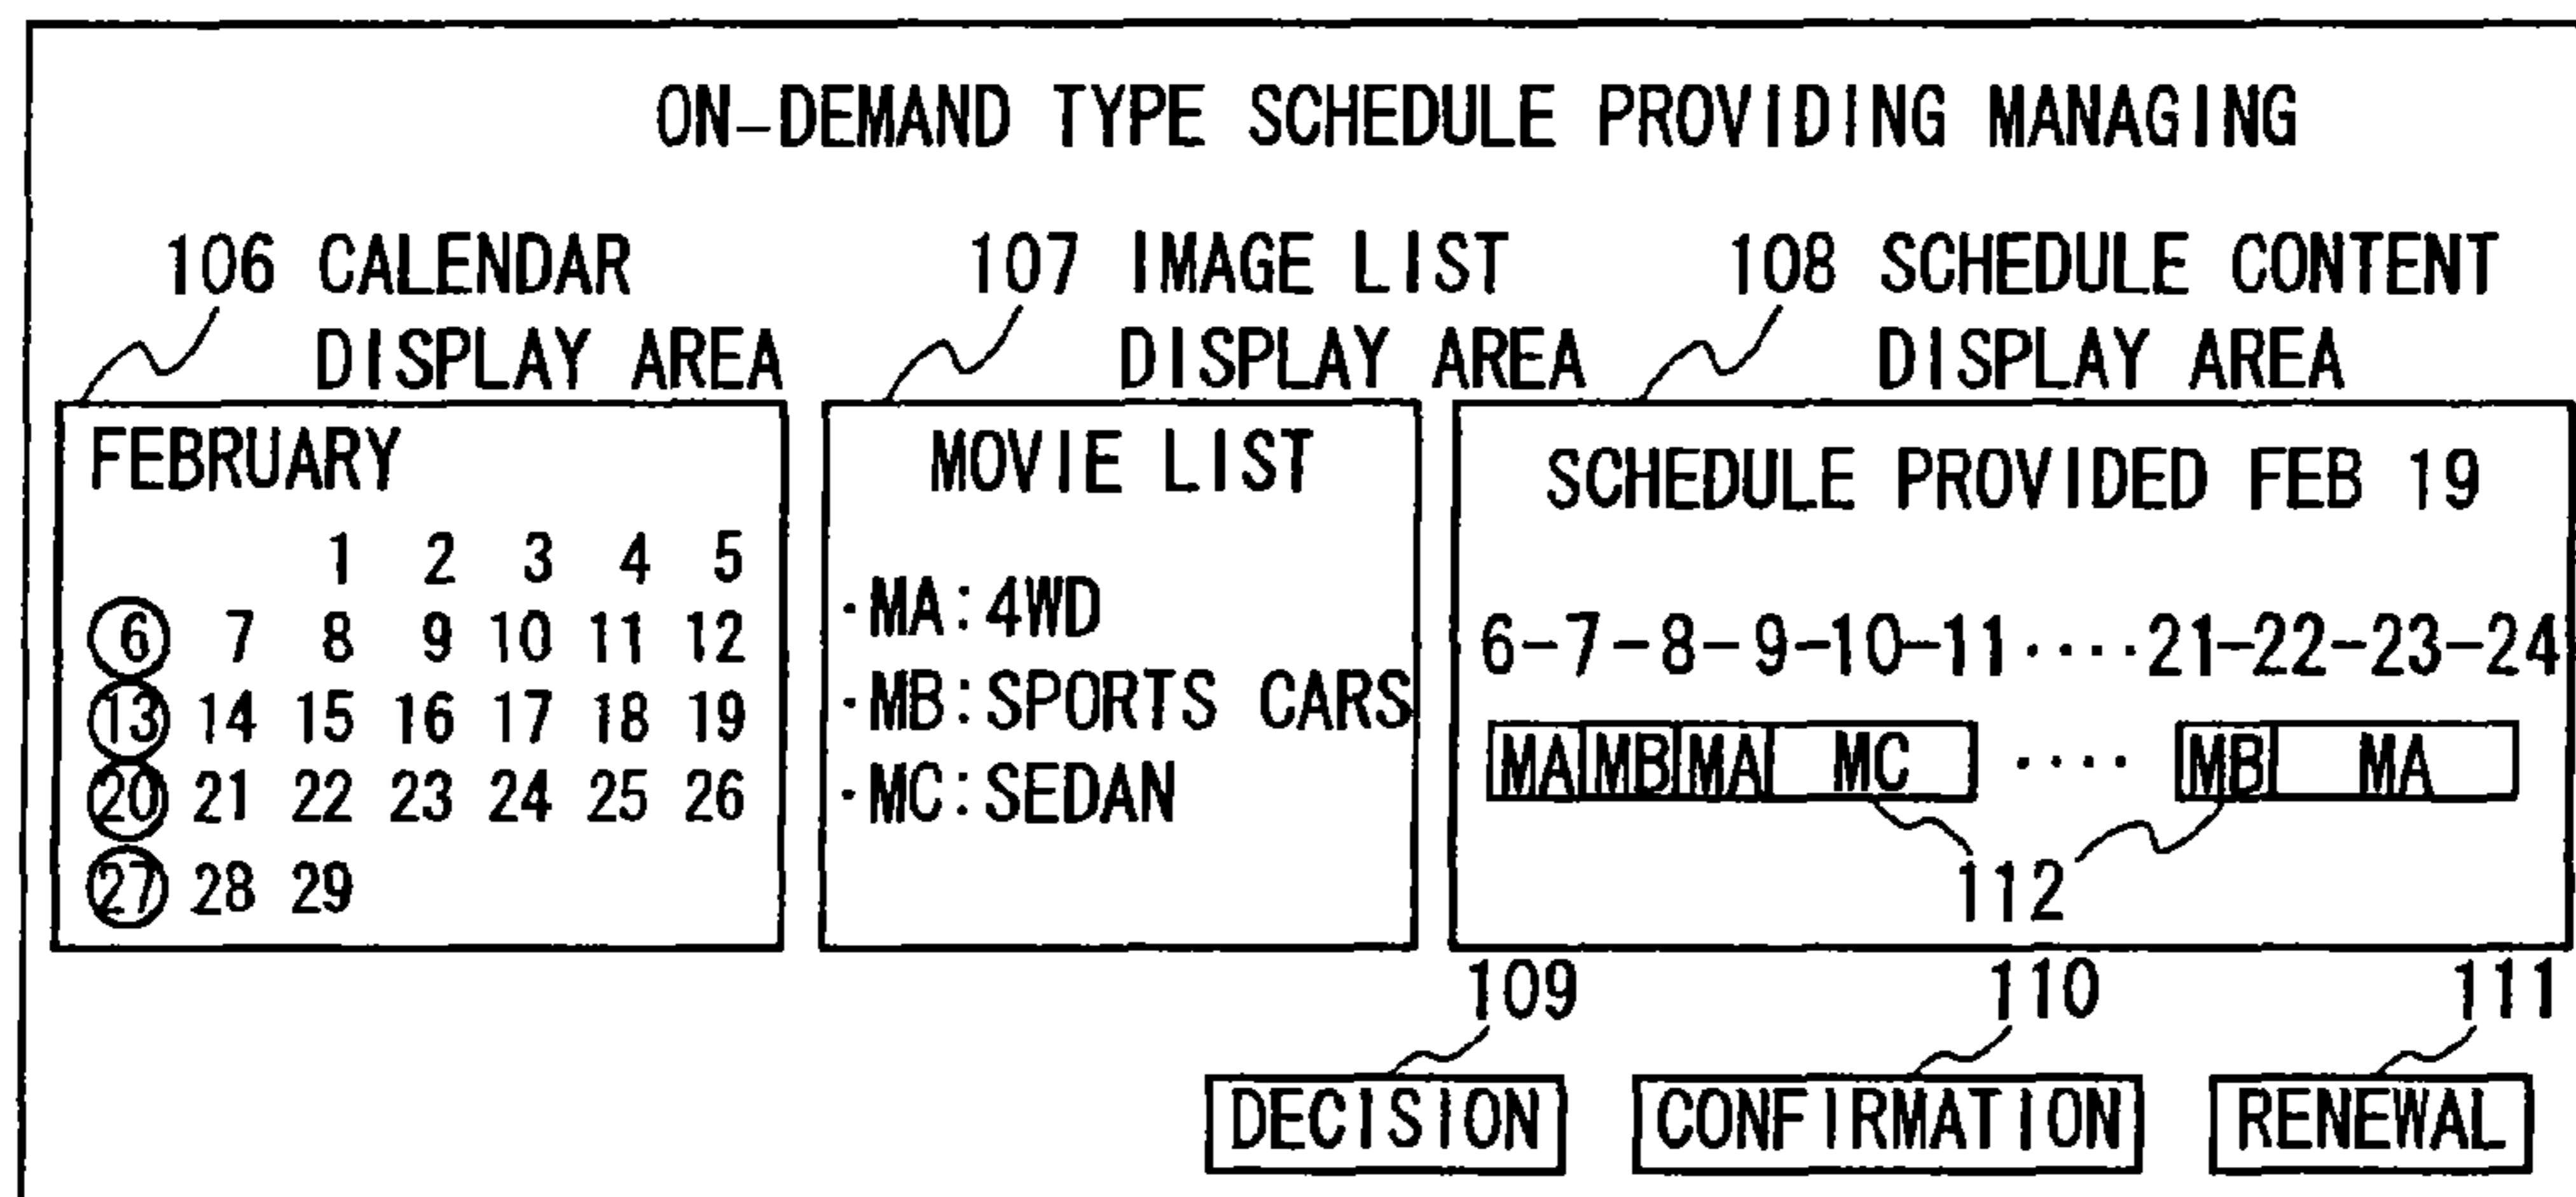 ON-DEMAND TYPE SCHEDULE PROVIDING MANAGING
106 CALENDAR DISPLAY AREA
FEBRUARY
1 2 3 4 5
6 7 8 9 10 11 12
13 14 15 16 17 18 19
20 21 22 23 24 25 26
27 28 29
107 IMAGE LIST DISPLAY AREA
MOVIE LIST
·MA:4WD
·MB:SPORTS CARS
·MC:SEDAN
108 SCHEDULE CONTENT DISPLAY AREA
SCHEDULE PROVIDED FEB 19
6-7-8-9-10-11····21-22-23-24
MA MB MA MC ···· MB MA
112
109 110 111
DECISION CONFIRMATION RENEWAL